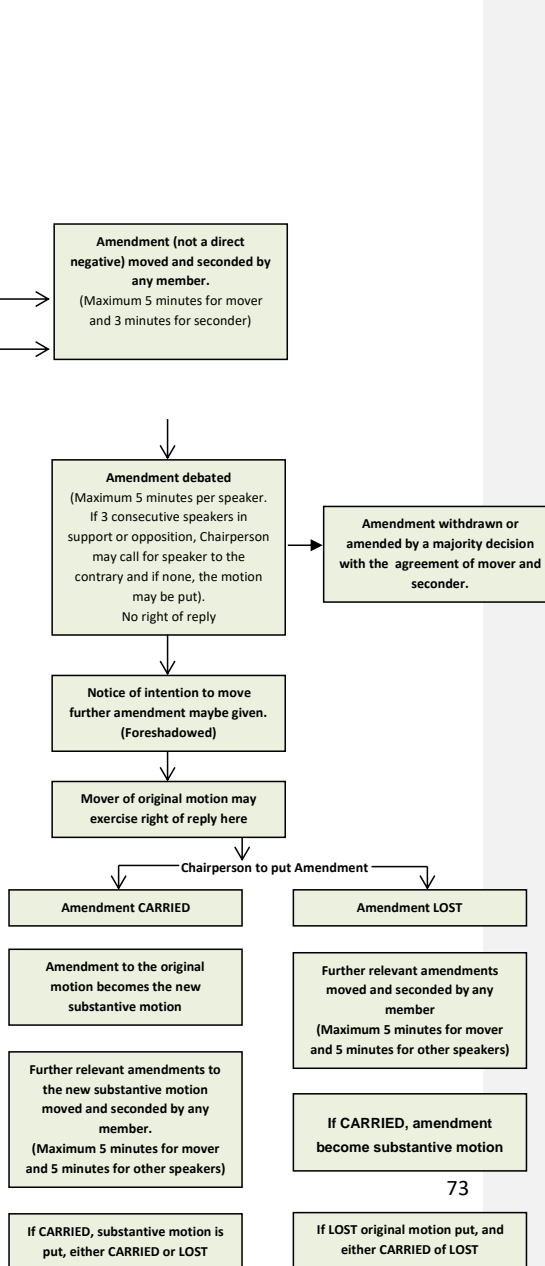 Amendment (not a direct
negative) moved and seconded by
any member.
(Maximum 5 minutes for mover
and 3 minutes for seconder)
Amendment debated
(Maximum 5 minutes per speaker.
If 3 consecutive speakers in
support or opposition, Chairperson
may call for speaker to the
contrary and if none, the motion
may be put).
No right of reply
Amendment withdrawn or
amended by a majority decision
with the  agreement of mover and
seconder.
Notice of intention to move
further amendment maybe given.
(Foreshadowed)
Mover of original motion may
exercise right of reply here
Chairperson to put Amendment
Amendment CARRIED
Amendment to the original
motion becomes the new
substantive motion
Further relevant amendments to
the new substantive motion
moved and seconded by any
member.
(Maximum 5 minutes for mover
and 5 minutes for other speakers)
If CARRIED, substantive motion is
put, either CARRIED or LOST
Amendment LOST
Further relevant amendments
moved and seconded by any
member
(Maximum 5 minutes for mover
and 5 minutes for other speakers)
If CARRIED, amendment
become substantive motion
73
If LOST original motion put, and
either CARRIED of LOST